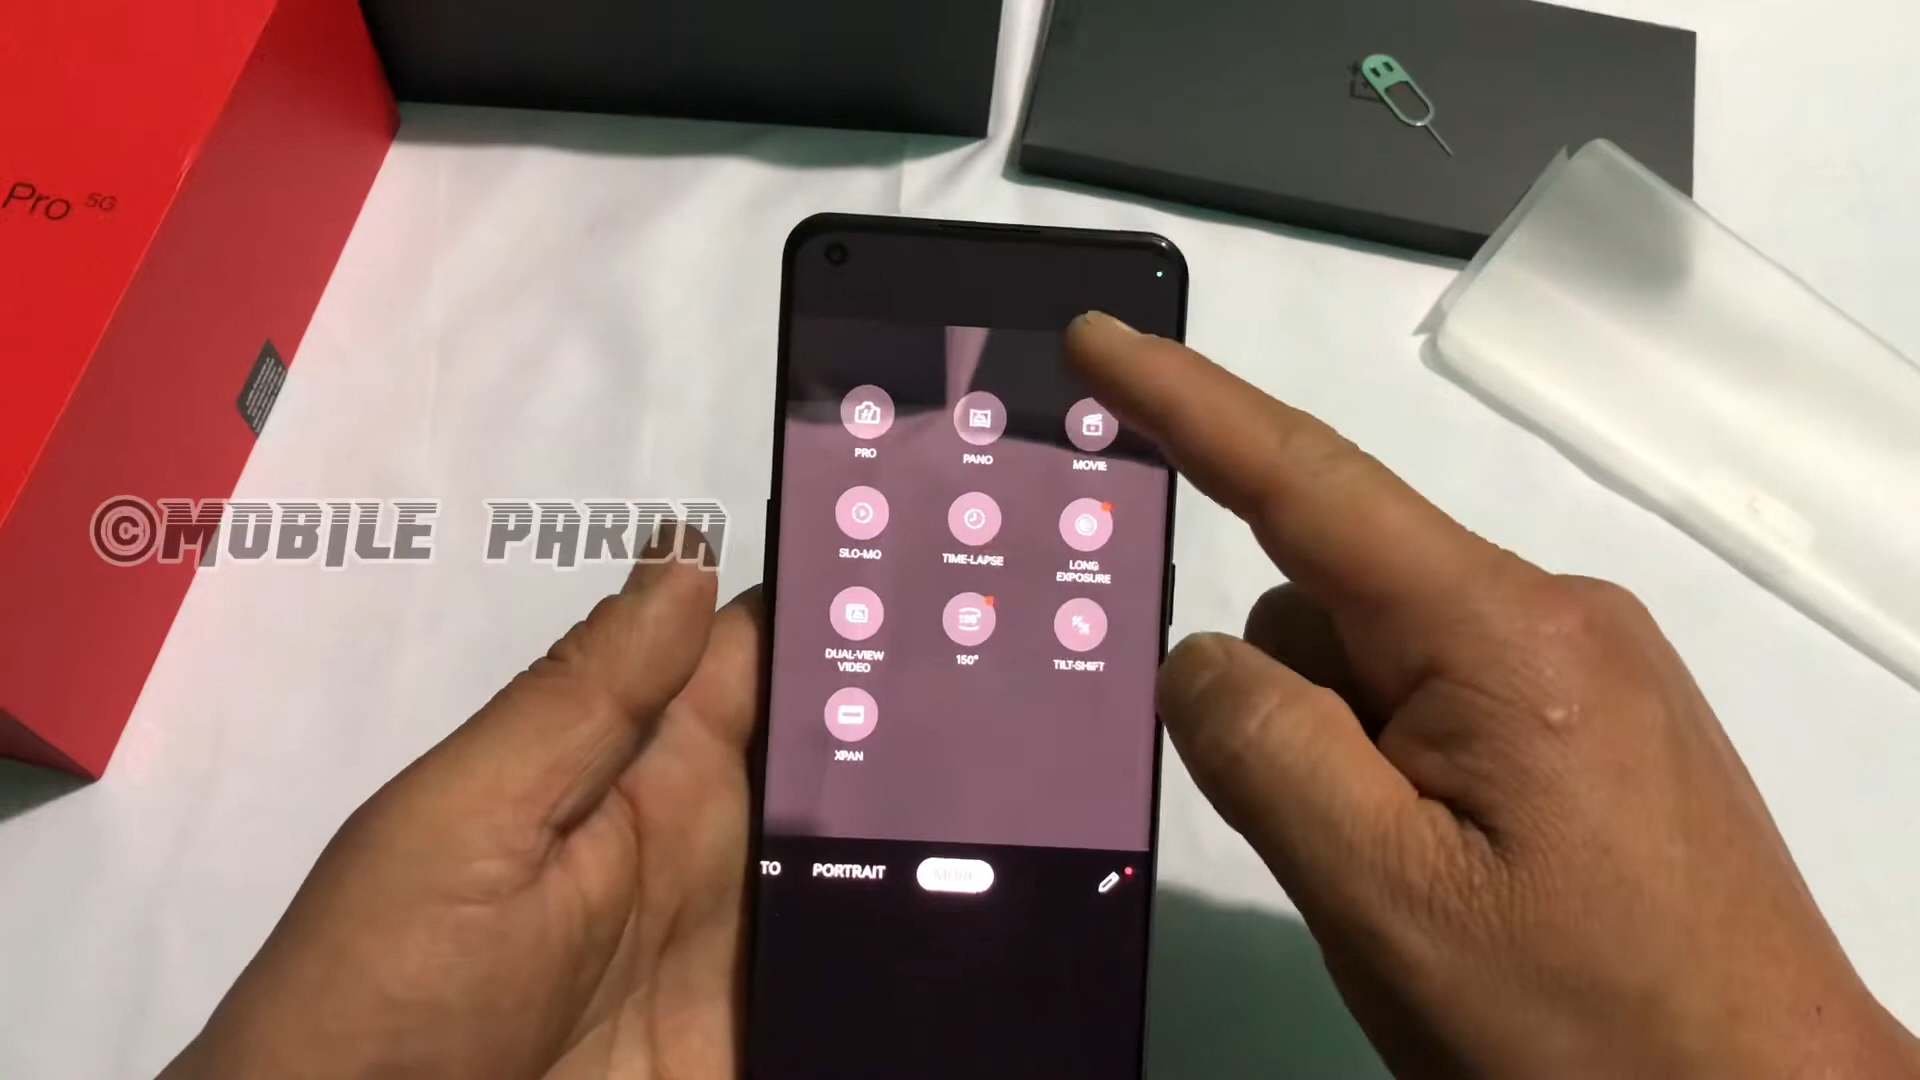 Pro 5G
©MOBILE PARDA
PRO
PANO
MOVIE
SLO-MO
TIME-LAPSE
LONG
EXPOSURE
DUAL-VIEW
VIDEO
150°
TILT-SHIFT
XPAN
TO
PORTRAIT
MORE